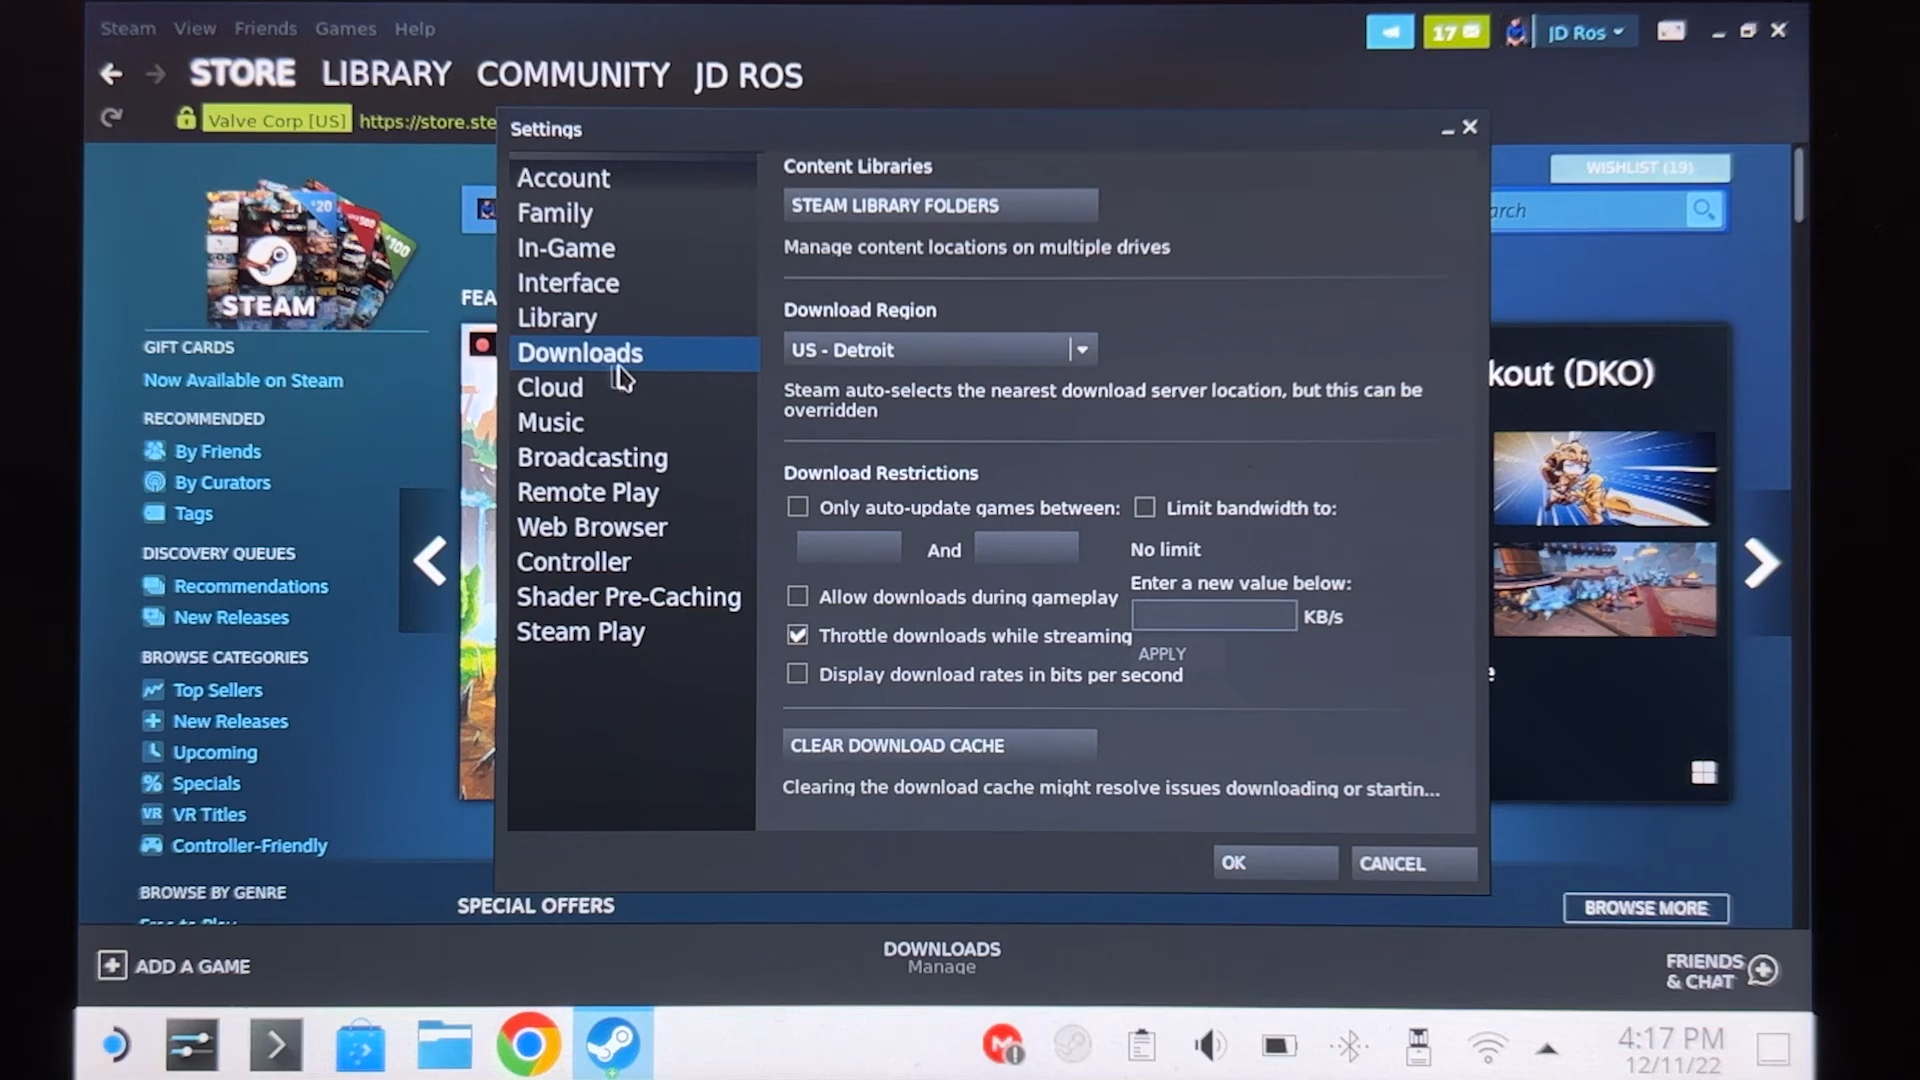 Steam View Friends Games Help
17
JD Ros
STORE LIBRARY COMMUNITY JD ROS
Valve Corp [US] https://store.ste
WISHLIST (19)
arch
STEAM
$20
$100
GIFT CARDS
Now Available on Steam
RECOMMENDED
By Friends
By Curators
Tags
DISCOVERY QUEUES
Recommendations
New Releases
BROWSE CATEGORIES
Top Sellers
New Releases
Upcoming
Specials
VR VR Titles
Controller-Friendly
BROWSE BY GENRE
Free to Play
FEA
Settings
Account
Family
In-Game
Interface
Library
Downloads
Cloud
Music
Broadcasting
Remote Play
Web Browser
Controller
Shader Pre-Caching
Steam Play
Content Libraries
STEAM LIBRARY FOLDERS
Manage content locations on multiple drives
Download Region
US - Detroit
Steam auto-selects the nearest download server location, but this can be
overridden
Download Restrictions
Only auto-update games between:
And
Limit bandwidth to:
No limit
Enter a new value below:
KB/s
APPLY
Allow downloads during gameplay
Throttle downloads while streaming
Display download rates in bits per second
CLEAR DOWNLOAD CACHE
Clearing the download cache might resolve issues downloading or startin...
OK CANCEL
kout (DKO)
e
SPECIAL OFFERS
BROWSE MORE
ADD A GAME
DOWNLOADS
Manage
FRIENDS
& CHAT
4:17 PM
12/11/22